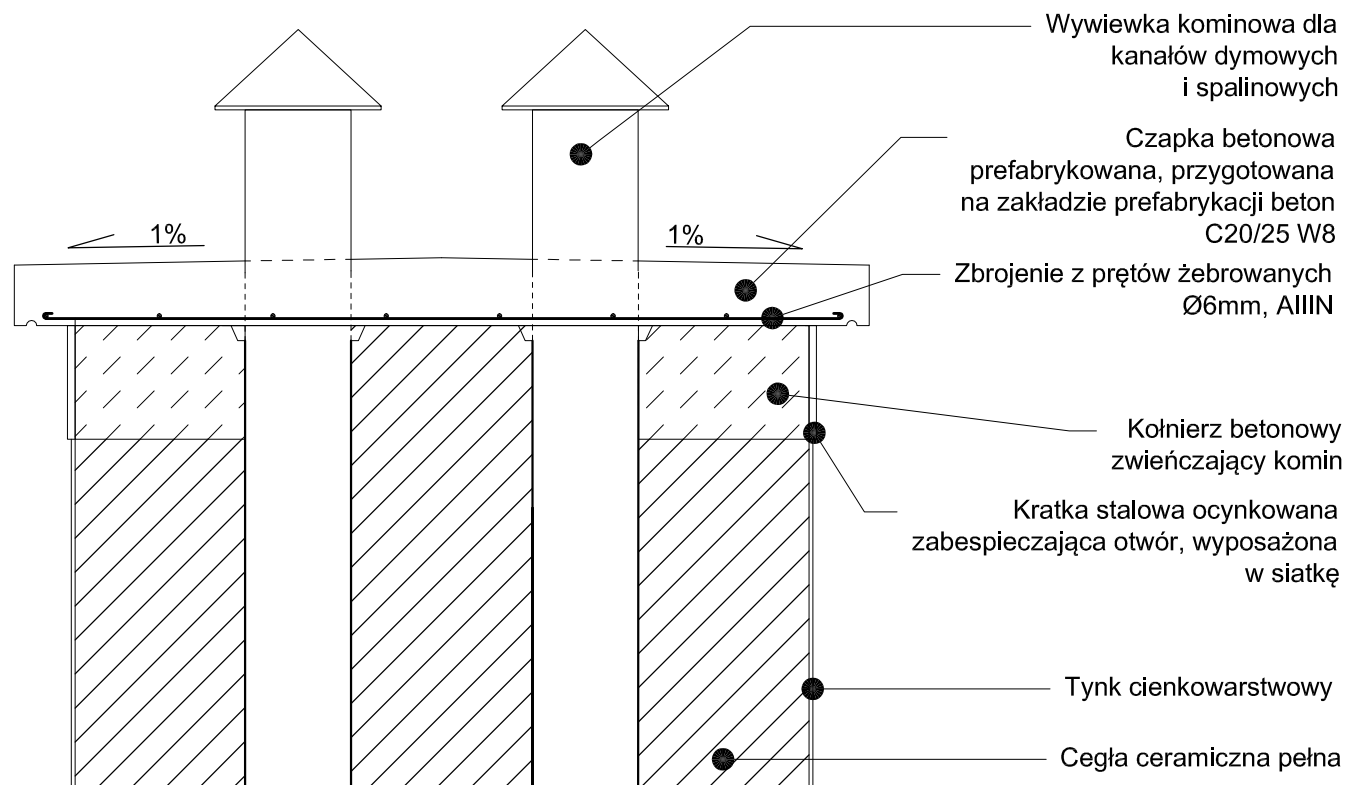 Wywiewka kominowa dla
kanałów dymowych
i spalinowych
Czapka betonowa
prefabrykowana, przygotowana
na zakładzie prefabrykacji beton
C20/25 W8
1%
1%
Zbrojenie z prętów żebrowanych
Ø6mm, AIIIN
Kołnierz betonowy
zwieńczający komin
Kratka stalowa ocynkowana
zabespieczająca otwór, wyposażona
w siatkę
Tynk cienkowarstwowy
Cegła ceramiczna pełna